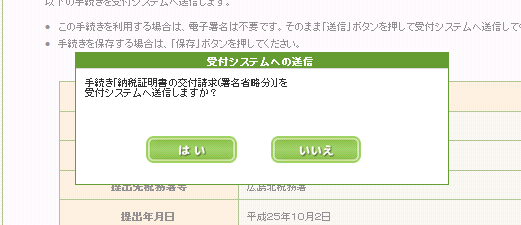 以下の手続きを受付システムへ送信します。
● この手続きを利用する場合は、電子署名は不要です。そのまま「送信」ボタンを押して受付システムへ送信して
● 手続きを保存する場合は、「保存」ボタンを押してください。
受付システムへの送信
手続き「納税証明書の交付請求(署名省略分)」を
受付システムへ送信しますか?
はい
いいえ
提出先税務署等
広島北税務署
提出年月日
平成25年10月2日